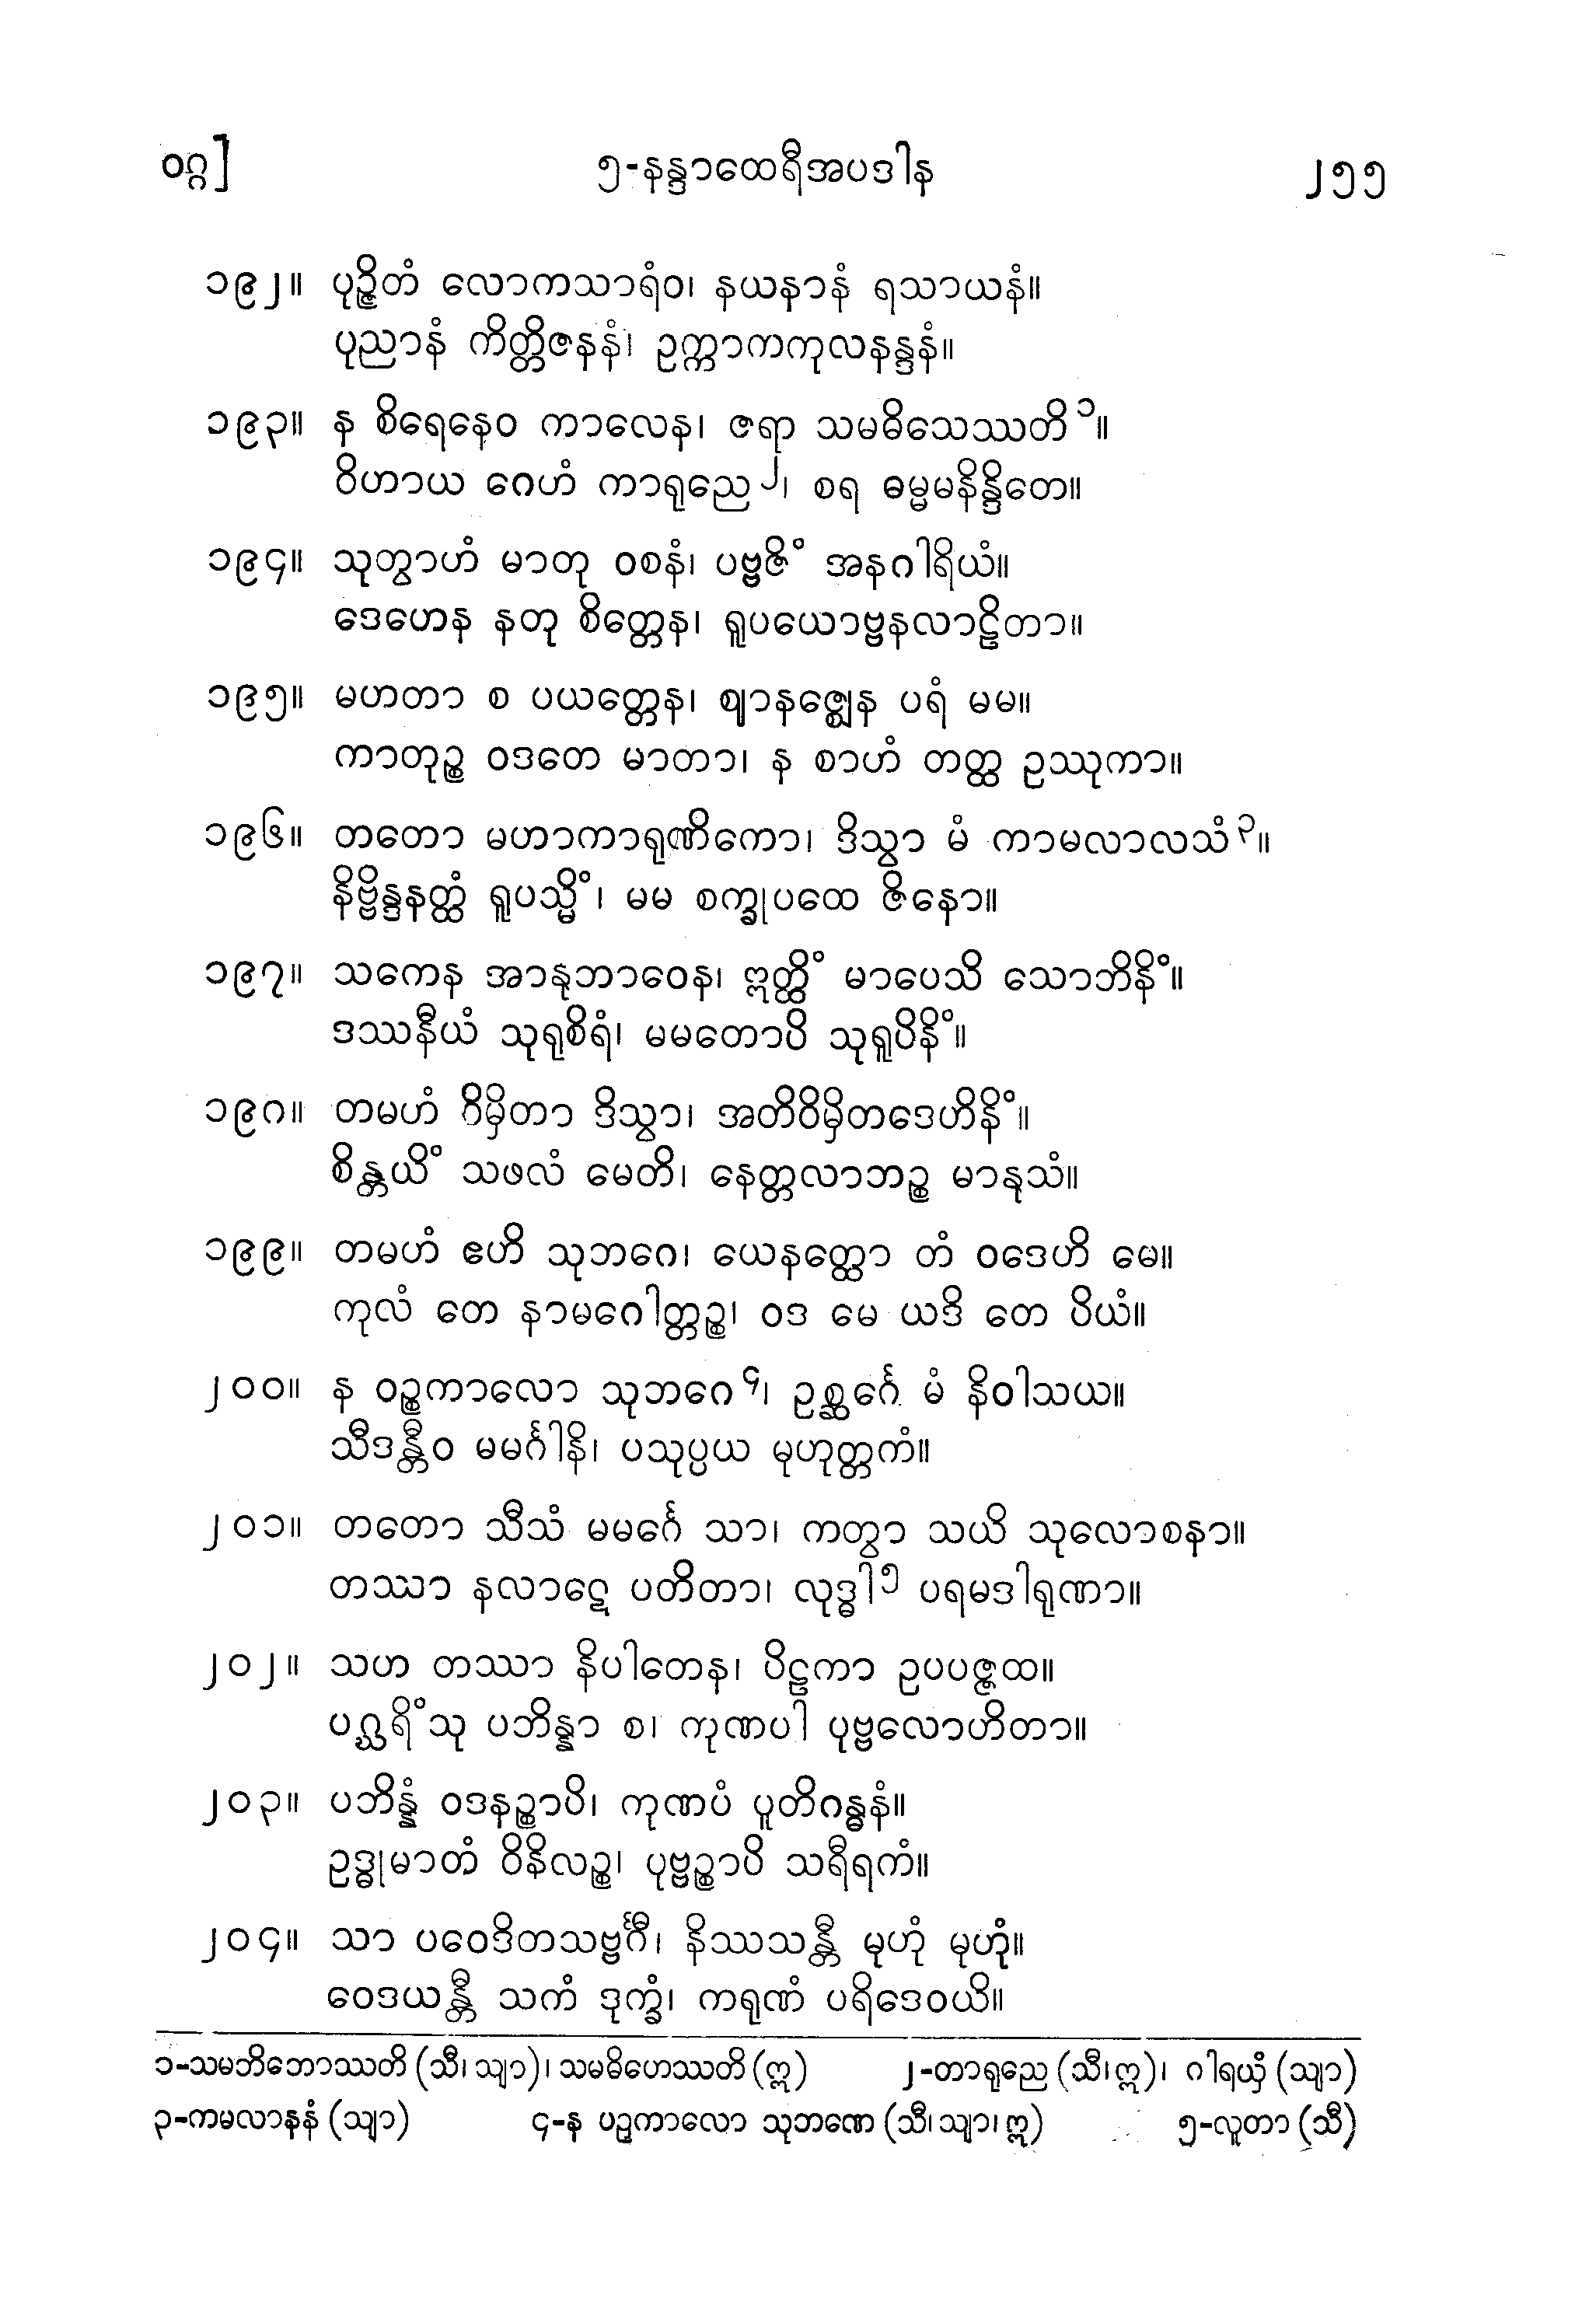 ဝဂ္ဂ] ၅-နန္ဒာထေရီအပဒါန ၂၅၅
၁၉၂။ ပုဉ္ဇိတံ လောကသာရံဝ၊ နယနာနံ ရသာယနံ။
ပုညာနံ ကိတ္တိဇနနံ၊ ဥက္ကာကကုလနန္ဒနံ။
၁၉၃။ န စိရေနေဝ ကာလေန၊ ဇရာ သမဓိသေဿတိ ၁။
ဝိဟာယ ဂေဟံ ကာရုညေ ၂၊ စရ ဓမ္မမနိန္ဒိတေ။
၁၉၄။ သုတွာဟံ မာတု ဝစနံ၊ ပဗ္ဗဇိံ အနဂါရိယံ။
ဒေဟေန နတု စိတ္တေန၊ ရူပယောဗ္ဗနလာဠိတာ။
၁၉၅။ မဟတာ စ ပယတ္တေန၊ ဈာနဇ္ဈေန ပရံ မမ။
ကာတုဉ္စ ဝဒတေ မာတာ၊ န စာဟံ တတ္ထ ဥဿုကာ။
၁၉၆။ တတော မဟာကာရုဏိကော၊ ဒိသွာ မံ ကာမလာလသံ ၃။
နိဗ္ဗိန္ဒနတ္ထံ ရူပသ္မိံ၊ မမ စက္ခုပထေ ဇိနော။
၁၉၇။ သကေန အာနုဘာဝေန၊ ဣတ္ထိံ မာပေသိ သောဘိနိံ။
ဒဿနီယံ သုရုစိရံ၊ မမတောပိ သုရူပိနိံ။
၁၉၈။ တမဟံ ဝိမှိတာ ဒိသွာ၊ အတိဝိမှိတဒေဟိနိံ။
စိန္တယိံ သဖလံ မေတိ၊ နေတ္တလာဘဉ္စ မာနုသံ။
၁၉၉။ တမဟံ ဧဟိ သုဘဂေ၊ ယေနတ္ထော တံ ဝဒေဟိ မေ။
ကုလံ တေ နာမဂေါတ္တဉ္စ၊ ဝဒ မေ ယဒိ တေ ပိယံ။
၂၀၀။ န ဝဉ္စကာလော သုဘဂေ ၄၊ ဥစ္ဆင်္ဂေ မံ နိဝါသယ။
သီဒန္တီဝ မမင်္ဂါနိ၊ ပသုပ္ပယ မုဟုတ္တကံ။
၂၀၁။ တတော သီသံ မမင်္ဂေ သာ၊ ကတွာ သယိ သုလောစနာ။
တဿာ နလာဋေ ပတိတာ၊ လုဒ္ဓါ ၅ ပရမဒါရုဏာ။
၂၀၂။ သဟ တဿာ နိပါတေန၊ ပိဠကာ ဥပပဇ္ဇထ။
ပဂ္ဃရိံသု ပဘိန္နာ စ၊ ကုဏပါ ပုဗ္ဗလောဟိတာ။
၂၀၃။ ပဘိန္နံ ဝဒနဉ္စာပိ၊ ကုဏပံ ပူတိဂန္ဓနံ။
ဥဒ္ဓုမာတံ ဝိနိလဉ္စ၊ ပုဗ္ဗဉ္စာပိ သရီရကံ။
၂၀၄။ သာ ပဝေဒိတသဗ္ဗင်္ဂီ၊ နိဿသန္တီ မုဟုံ မုဟုံ။
ဝေဒယန္တီ သကံ ဒုက္ခံ၊ ကရုဏံ ပရိဒေဝယိ။
၁-သမဘိဘောဿတိ (သီ၊ သျာ)၊ သမဓိဟေဿတိ (ဣ) ၂-တာရုညေ (သီ၊ဣ)၊ ဂါရယှံ (သျာ)
၃-ကမလာနနံ (သျာ) ၄-န ပဉှကာလော သုဘဏေ (သီ၊ သျာ၊ ဣ) ၅-လူတာ (သီ)